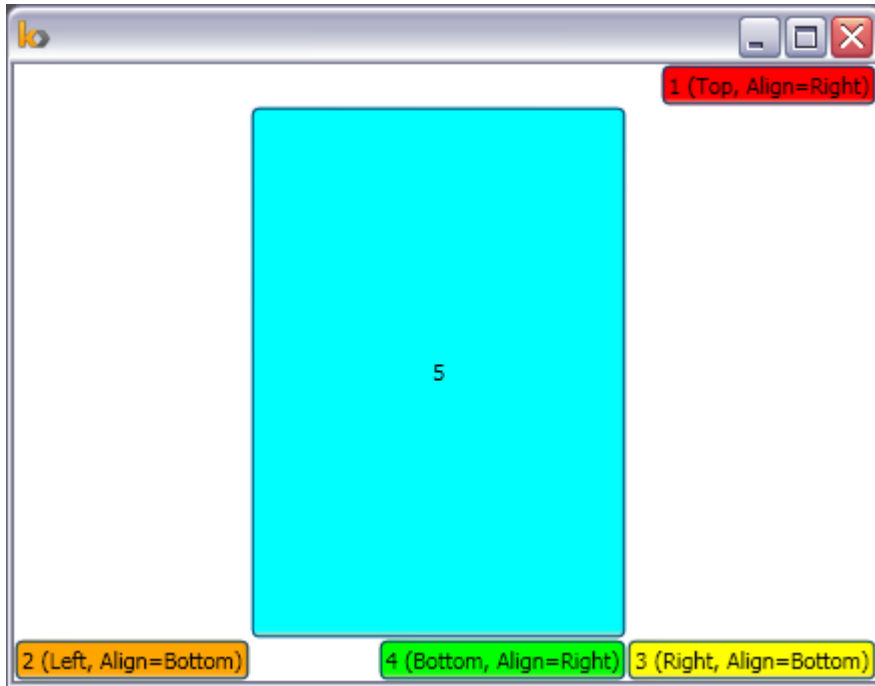 1 (Top, Align=Right)
5
2 (Left, Align=Bottom)
4 (Bottom, Align=Right)
3 (Right, Align=Bottom)